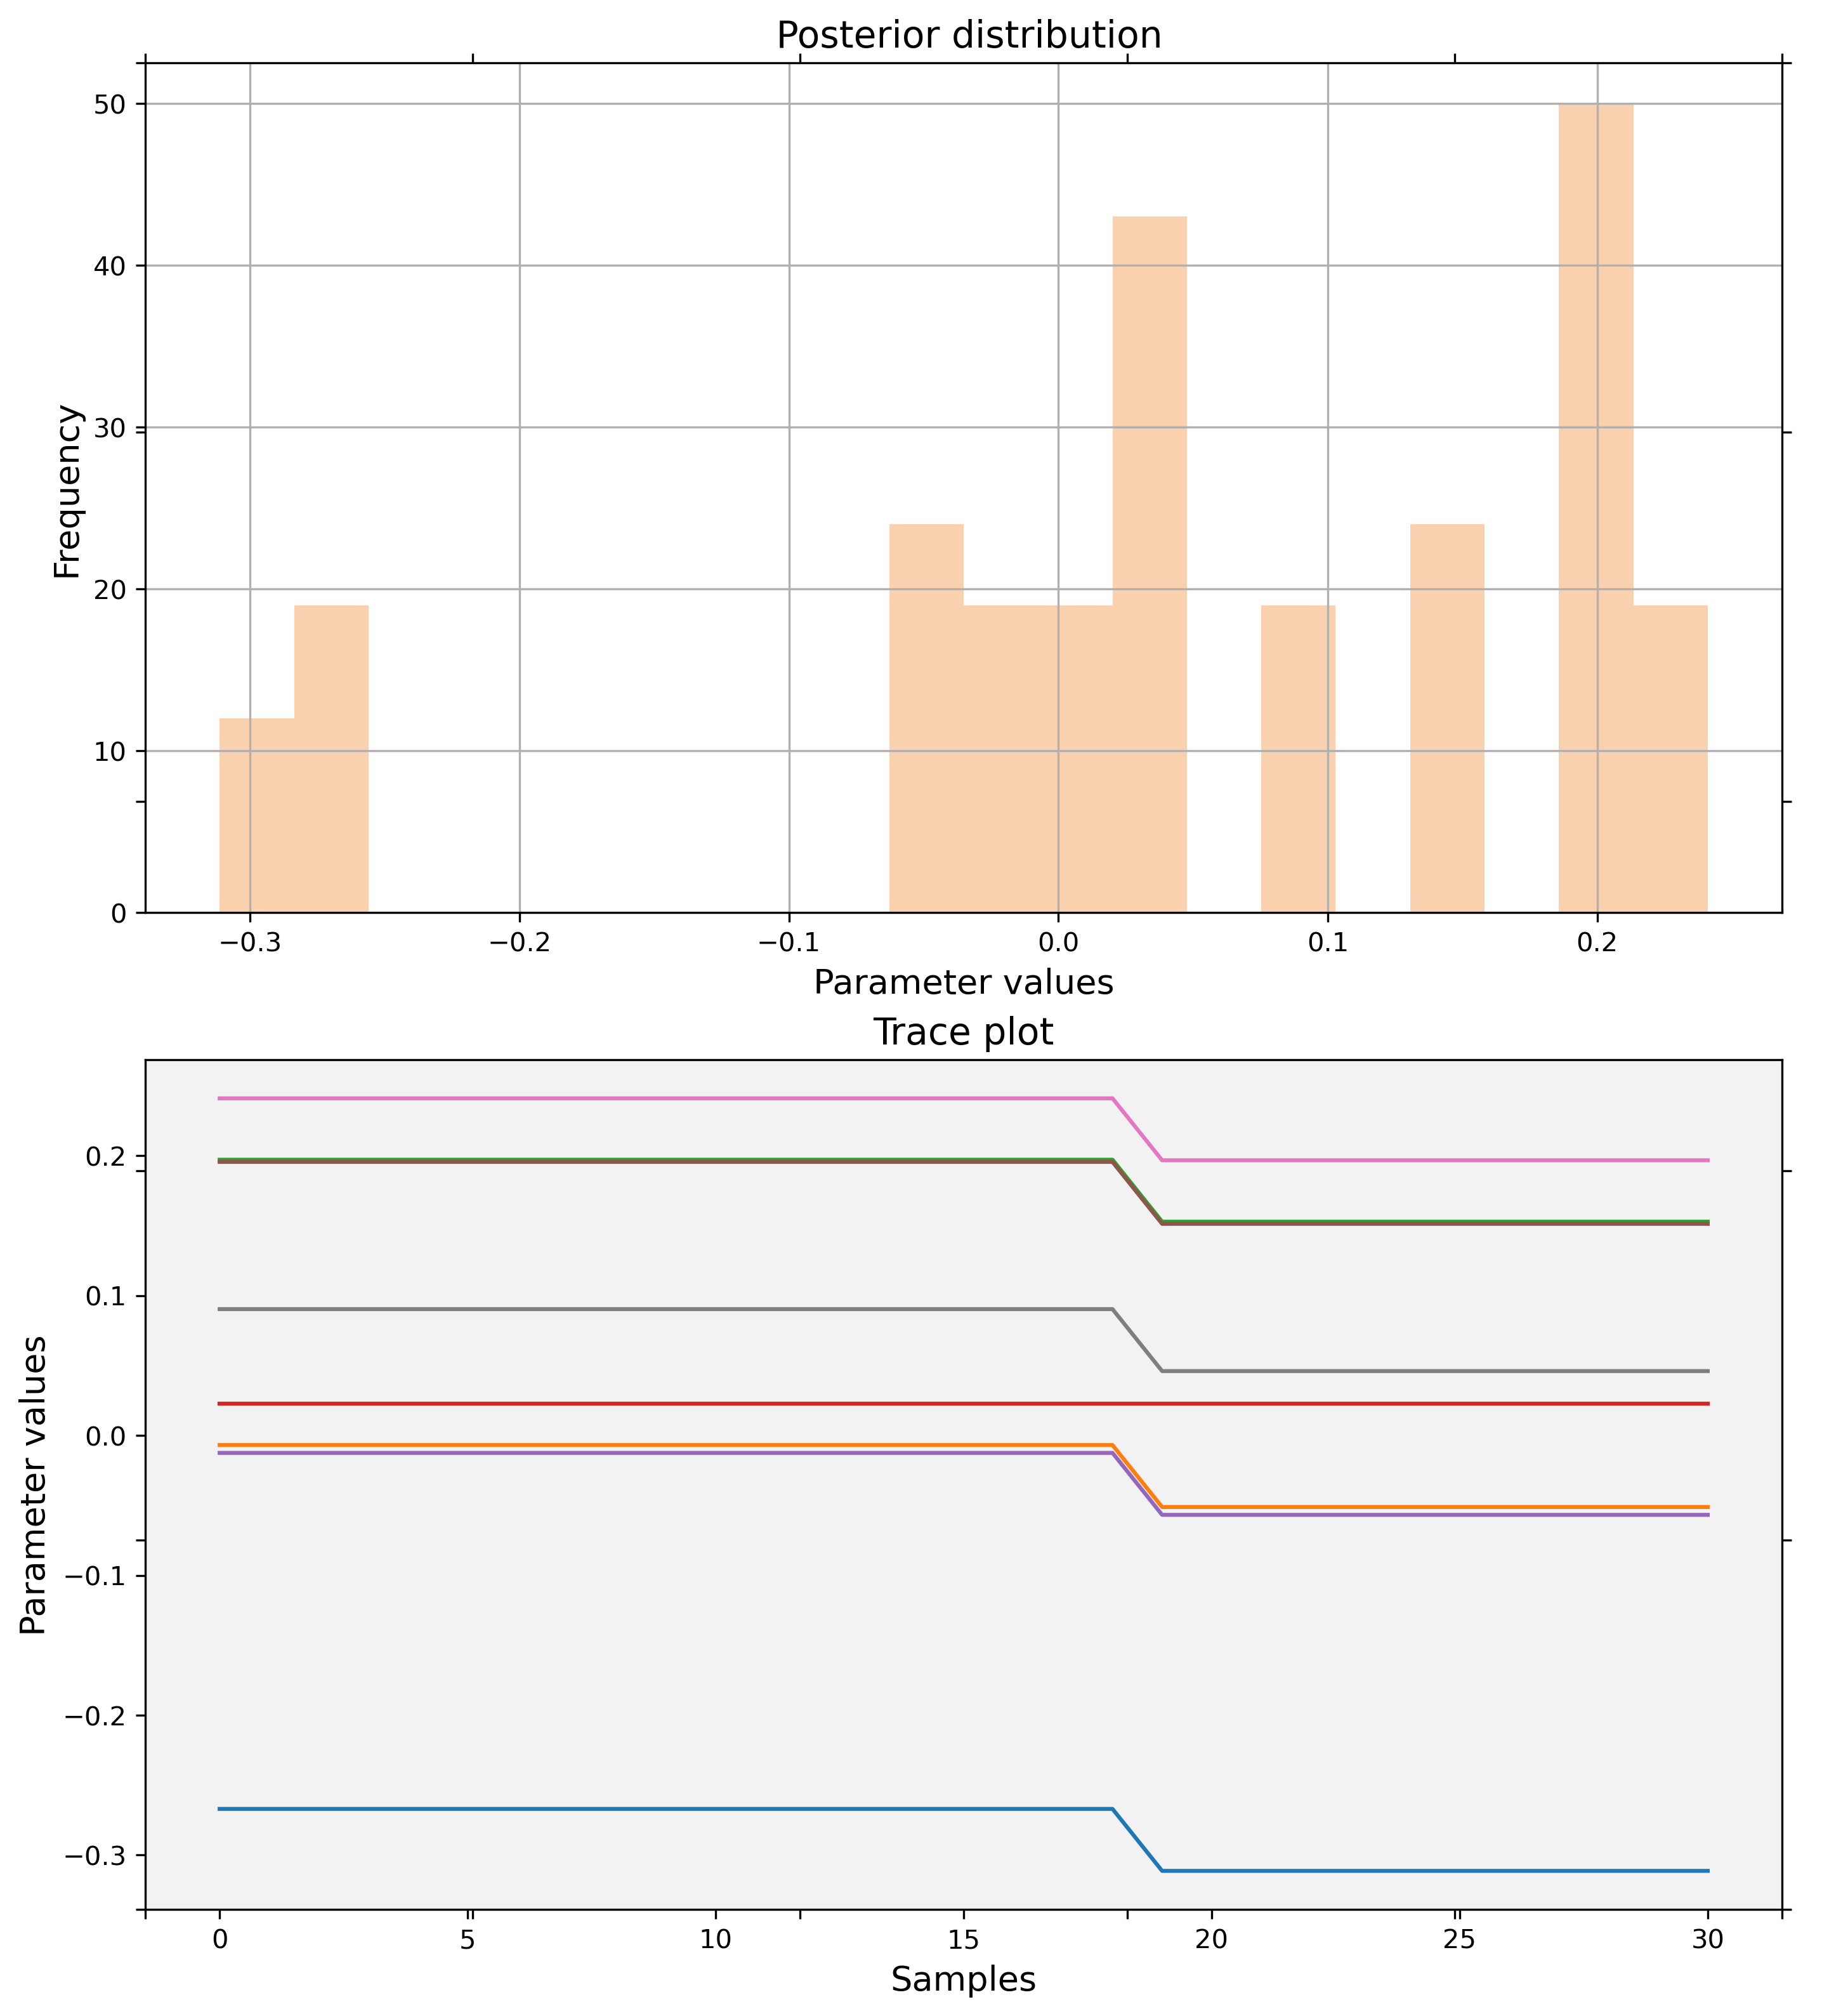 Posterior distribution
50
40
30
20
10
0
Frequency
−0.3 −0.2 −0.1 0.0 0.1 0.2
Parameter values
Trace plot
0.2
0.1
0.0
−0.1
−0.2
−0.3
Parameter values
0 5 10 15 20 25 30
Samples